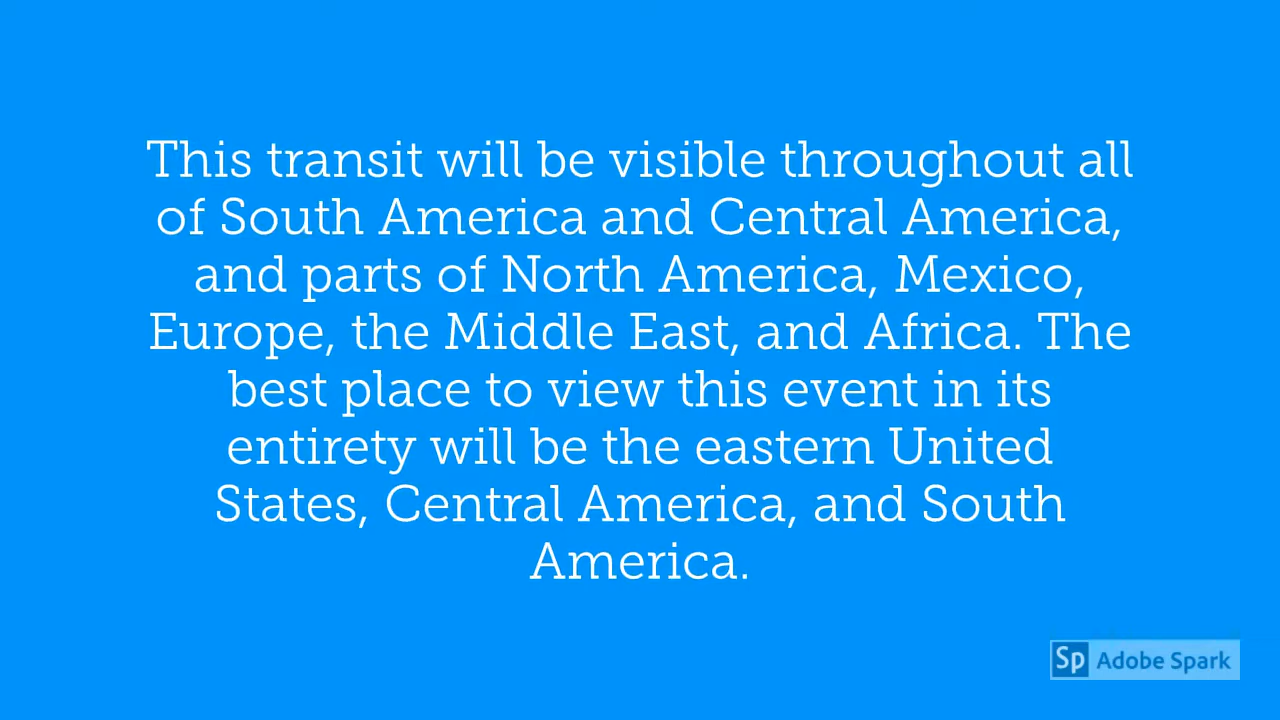 This transit will be visible throughout all
of South America and Central America,
and parts of North America, Mexico,
Europe, the Middle East, and Africa. The
best place to view this event in its
entirety will be the eastern United
States, Central America, and South
America.
Sp Adobe Spark